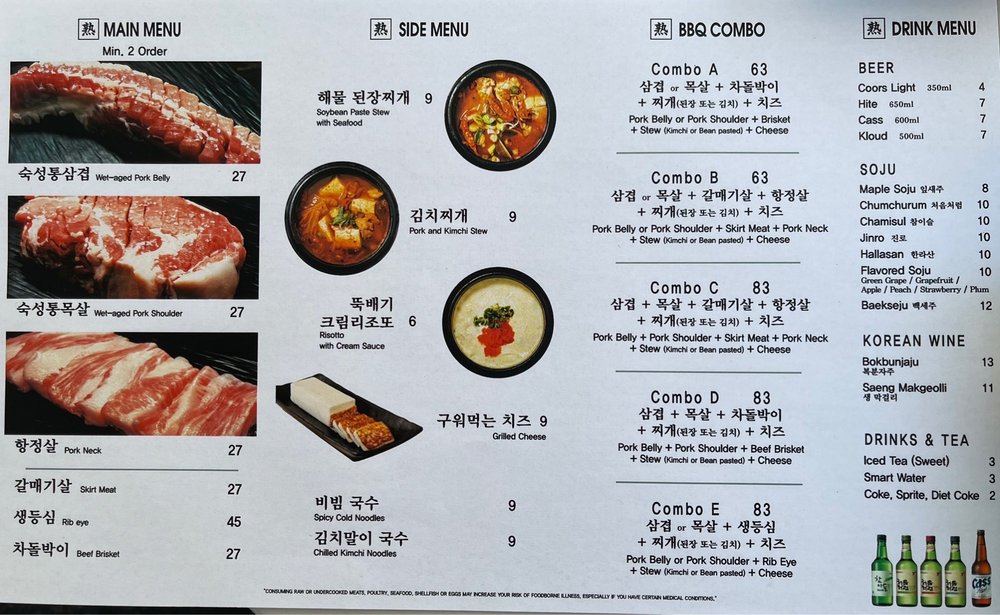 熟 MAIN MENU
Min. 2 Order
숙성통삼겹 Wet-aged Pork Belly 27
숙성통목살 Wet-aged Pork Shoulder 27
항정살 Pork Neck 27
갈매기살 Skirt Meat 27
생등심 Rib eye 45
차돌박이 Beef Brisket 27
熟 SIDE MENU
해물 된장찌개 9
Soybean Paste Stew
with Seafood
김치찌개 9
Pork and Kimchi Stew
뚝배기
크림리조또 6
Risotto
with Cream Sauce
구워먹는 치즈 9
Grilled Cheese
비빔 국수 9
Spicy Cold Noodles
김치말이 국수 9
Chilled Kimchi Noodles
熟 BBQ COMBO
Combo A 63
삼겹 or 목살 + 차돌박이
+ 찌개(된장 또는 김치) + 치즈
Pork Belly or Pork Shoulder + Brisket
+ Stew (Kimchi or Bean pasted) + Cheese
Combo B 63
삼겹 or 목살 + 갈매기살 + 항정살
+ 찌개(된장 또는 김치) + 치즈
Pork Belly or Pork Shoulder + Skirt Meat + Pork Neck
+ Stew (Kimchi or Bean pasted) + Cheese
Combo C 83
삼겹 + 목살 + 갈매기살 + 항정살
+ 찌개(된장 또는 김치) + 치즈
Pork Belly + Pork Shoulder + Skirt Meat + Pork Neck
+ Stew (Kimchi or Bean pasted) + Cheese
Combo D 83
삼겹 + 목살 + 차돌박이
+ 찌개(된장 또는 김치) + 치즈
Pork Belly + Pork Shoulder + Beef Brisket
+ Stew (Kimchi or Bean pasted) + Cheese
Combo E 83
삼겹 or 목살 + 생등심
+ 찌개(된장 또는 김치) + 치즈
Pork Belly or Pork Shoulder + Rib Eye
+ Stew (Kimchi or Bean pasted) + Cheese
熟 DRINK MENU
BEER
Coors Light 350ml 4
Hite 650ml 7
Cass 600ml 7
Kloud 500ml 7
SOJU
Maple Soju 잎새주 8
Chumchurum 처음처럼 10
Chamisul 참이슬 10
Jinro 진로 10
Hallasan 한라산 10
Flavored Soju 10
Green Grape / Grapefruit /
Apple / Peach / Strawberry / Plum
Baekseju 백세주 12
KOREAN WINE
Bokbunjaju 13
복분자주
Saeng Makgeolli 11
생 막걸리
DRINKS & TEA
Iced Tea (Sweet) 3
Smart Water 3
Coke, Sprite, Diet Coke 2
Cass
"CONSUMING RAW OR UNDERCOOKED MEATS, POULTRY, SEAFOOD, SHELLFISH OR EGGS MAY INCREASE YOUR RISK OF FOODBORNE ILLNESS, ESPECIALLY IF YOU HAVE CERTAIN MEDICAL CONDITIONS."